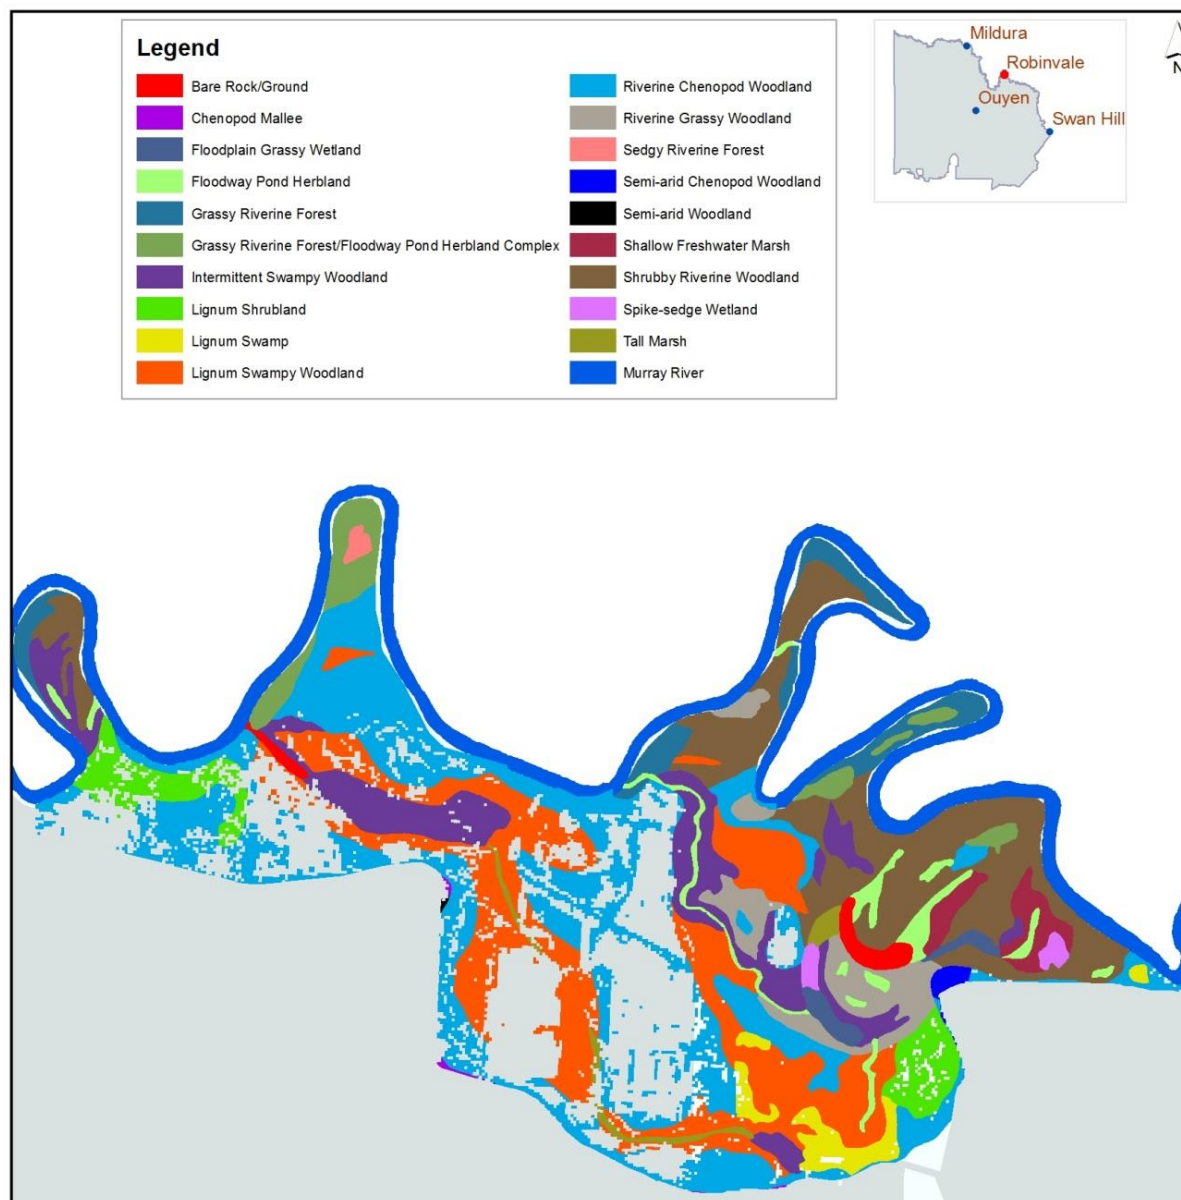 Legend
Bare Rock/Ground
Chenopod Mallee
Floodplain Grassy Wetland
Floodway Pond Herbland
Grassy Riverine Forest
Grassy Riverine Forest/Floodway Pond Herbland Complex
Intermittent Swampy Woodland
Lignum Shrubland
Lignum Swamp
Lignum Swampy Woodland
Riverine Chenopod Woodland
Riverine Grassy Woodland
Sedgy Riverine Forest
Semi-arid Chenopod Woodland
Semi-arid Woodland
Shallow Freshwater Marsh
Shrubby Riverine Woodland
Spike-sedge Wetland
Tall Marsh
Murray River
Mildura
Robinvale
Ouyen
Swan Hill
N